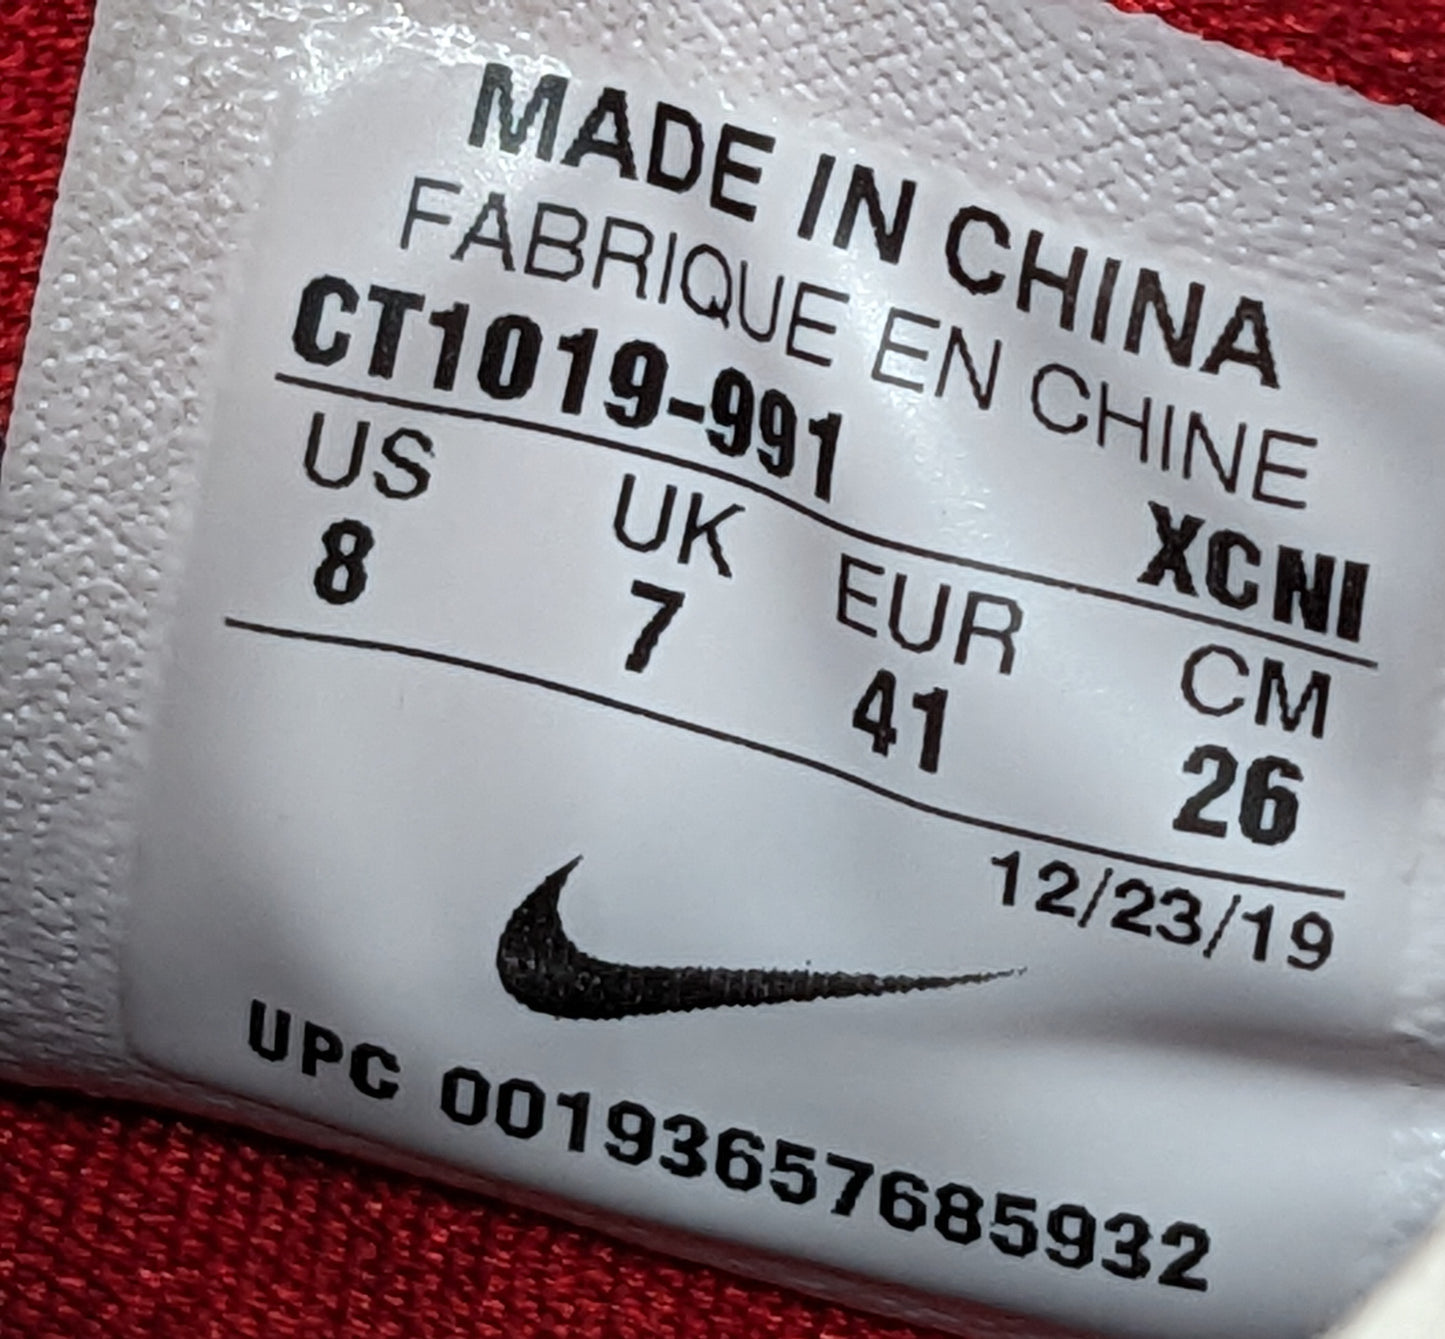 MADE IN CHINA
FABRIQUE EN CHINE
CT1019-991 XCNI
US UK EUR CM
8 7 41 26
12/23/19
UPC 00193657685932